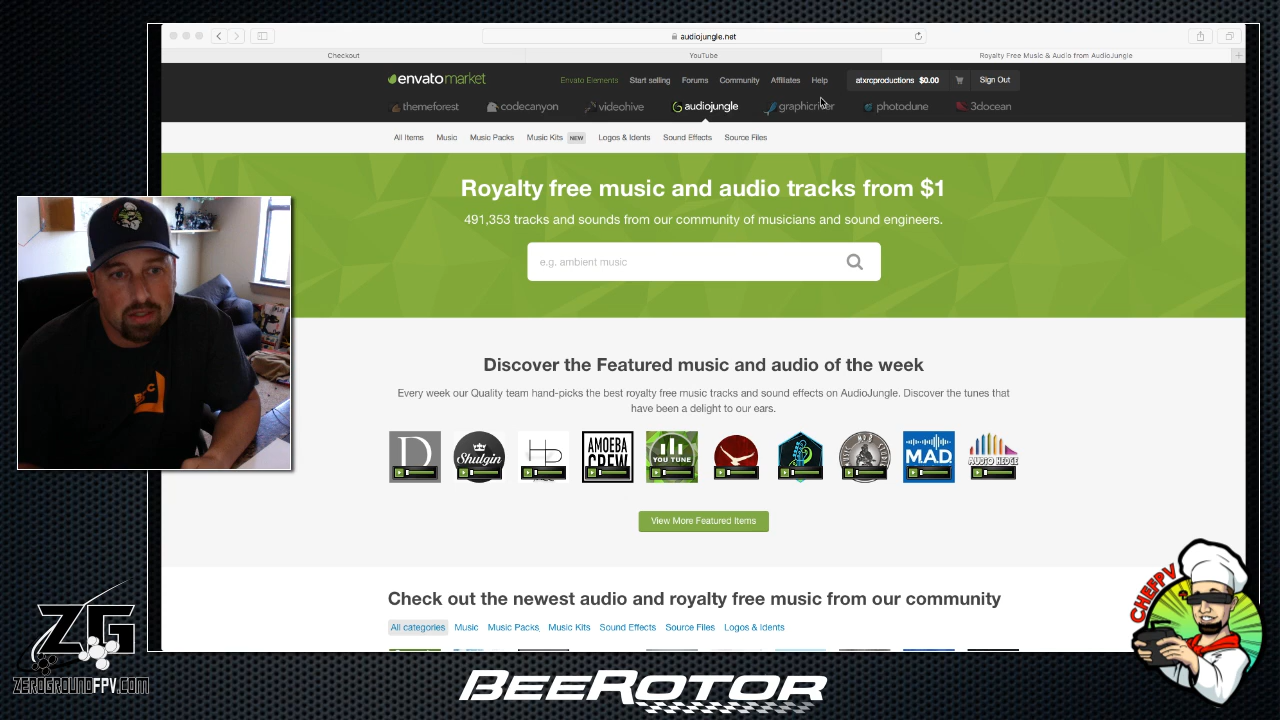 audiojungle.net
Checkout
YouTube
Royalty Free Music & Audio from AudioJungle
envatomarket
Envato Elements Start selling Forums Community Affiliates Help atxrcproductions $0.00 Sign Out
themeforest codecanyon videohive audiojungle graphicriver photodune 3docean
All Items Music Music Packs Music Kits NEW Logos & Idents Sound Effects Source Files
Royalty free music and audio tracks from $1
491,353 tracks and sounds from our community of musicians and sound engineers.
e.g. ambient music
Discover the Featured music and audio of the week
Every week our Quality team hand-picks the best royalty free music tracks and sound effects on AudioJungle. Discover the tunes that
have been a delight to our ears.
D
Shulgin
AMOEBA
CREW
YOU TUNE
M.A.D.
AUDIO HEDGE
View More Featured Items
Check out the newest audio and royalty free music from our community
All categories Music Music Packs Music Kits Sound Effects Source Files Logos & Idents
CHEFPV
ZG
ZEROGROUNDFPV.COM
BEEROTOR